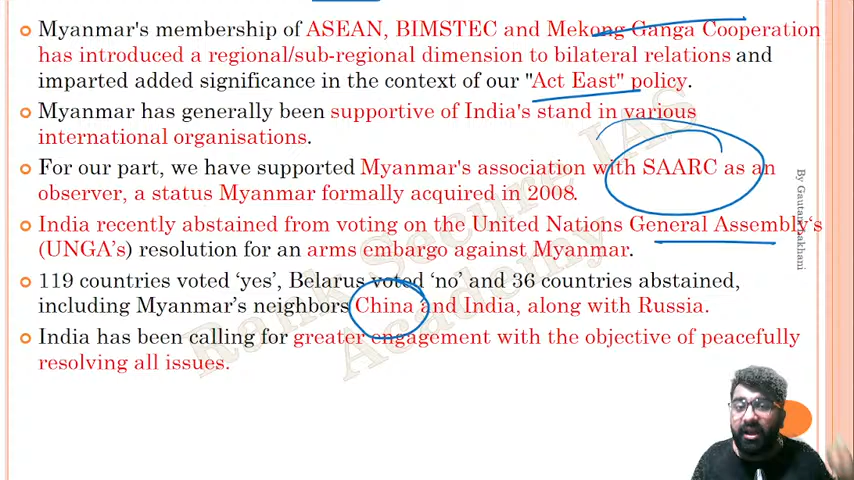 Myanmar's membership of ASEAN, BIMSTEC and Mekong Ganga Cooperation
has introduced a regional/sub-regional dimension to bilateral relations and
imparted added significance in the context of our "Act East" policy.
Myanmar has generally been supportive of India's stand in various
international organisations.
For our part, we have supported Myanmar's association with SAARC as an
observer, a status Myanmar formally acquired in 2008.
India recently abstained from voting on the United Nations General Assembly's
(UNGA's) resolution for an arms embargo against Myanmar.
119 countries voted 'yes', Belarus voted 'no' and 36 countries abstained,
including Myanmar's neighbors China and India, along with Russia.
India has been calling for greater engagement with the objective of peacefully
resolving all issues.
Rank Secure IAS
Academy
By Gautam